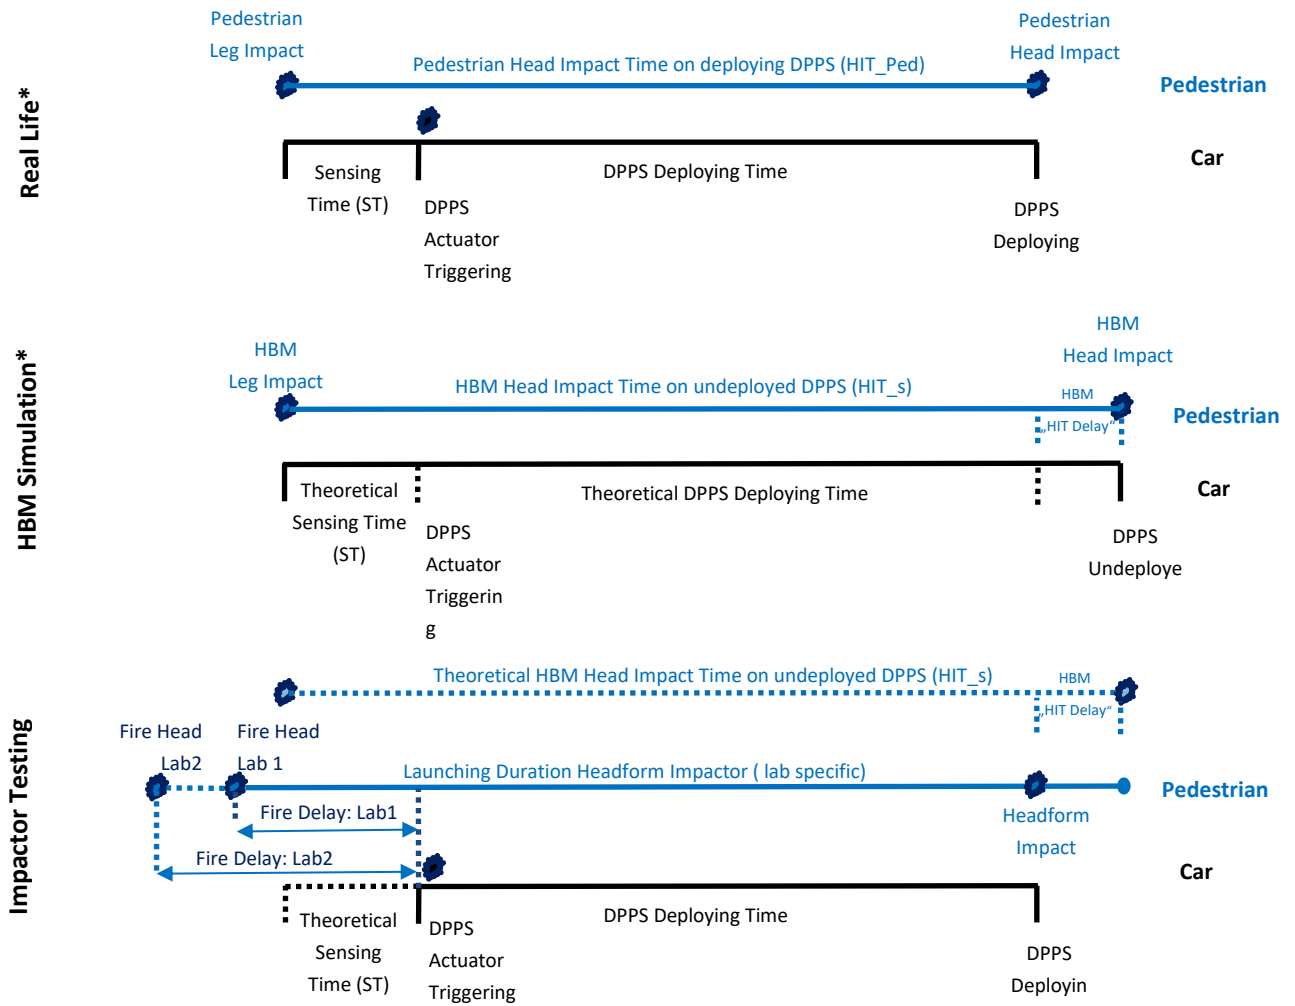 Pedestrian
Leg Impact
Pedestrian
Head Impact
Pedestrian Head Impact Time on deploying DPPS (HIT_Ped)
Pedestrian
Real Life*
Sensing
Time (ST)
DPPS Deploying Time
Car
DPPS
Actuator
Triggering
DPPS
Deploying
HBM
Leg Impact
HBM
Head Impact
HBM Head Impact Time on undeployed DPPS (HIT_s)
HBM
„HIT Delay“
Pedestrian
HBM Simulation*
Theoretical
Sensing Time
(ST)
Theoretical DPPS Deploying Time
Car
DPPS
Actuator
Triggerin
g
DPPS
Undeploye
Theoretical HBM Head Impact Time on undeployed DPPS (HIT_s)
HBM
„HIT Delay“
Fire Head
Lab2
Fire Head
Lab 1
Launching Duration Headform Impactor ( lab specific)
Pedestrian
Impactor Testing
Fire Delay: Lab1
Headform
Impact
Fire Delay: Lab2
Car
Theoretical
Sensing
Time (ST)
DPPS Deploying Time
DPPS
Actuator
Triggering
DPPS
Deployin